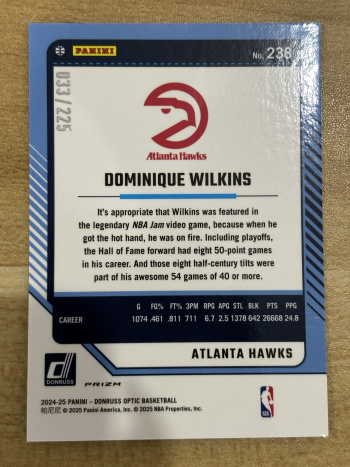 PANINI
No. 238
033/225
Atlanta Hawks
DOMINIQUE WILKINS
It's appropriate that Wilkins was featured in
the legendary NBA Jam video game, because when he
got the hot hand, he was on fire. Including playoffs,
the Hall of Fame forward had eight 50-point games
in his career. And those eight half-century tilts were
part of his awesome 54 games of 40 or more.
G FG% FT% 3PM RPG APG STL BLK PTS PPG
CAREER 1074 .461 .811 711 6.7 2.5 1378 642 26668 24.8
ATLANTA HAWKS
DONRUSS
PRIZM
NBA
2024-25 PANINI – DONRUSS OPTIC BASKETBALL
帕尼尼 © 2025 Panini America, Inc. © 2025 NBA Properties, Inc.